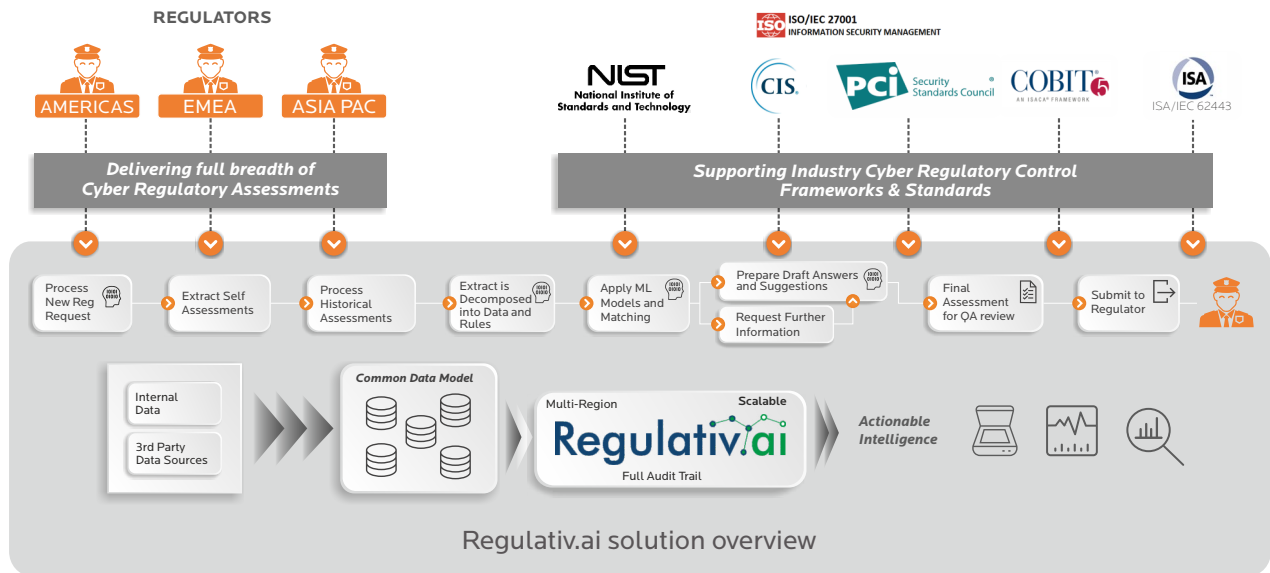 REGULATORS
AMERICAS
EMEA
ASIA PAC
ISO
ISO/IEC 27001
INFORMATION SECURITY MANAGEMENT
NIST
National Institute of
Standards and Technology
CIS®
PCi
Security
Standards Council
®
COBIT® 5
AN ISACA® FRAMEWORK
ISA
ISA/IEC 62443
Delivering full breadth of
Cyber Regulatory Assessments
Supporting Industry Cyber Regulatory Control
Frameworks & Standards
Process
New Reg
Request
Extract Self
Assessments
Process
Historical
Assessments
Extract is
Decomposed
into Data and
Rules
Apply ML
Models and
Matching
Prepare Draft Answers
and Suggestions
Request Further
Information
Final
Assessment
for QA review
Submit to
Regulator
Internal
Data
3rd Party
Data Sources
Common Data Model
Multi-Region
Scalable
Regulativ.ai
Full Audit Trail
Actionable
Intelligence
Regulativ.ai solution overview